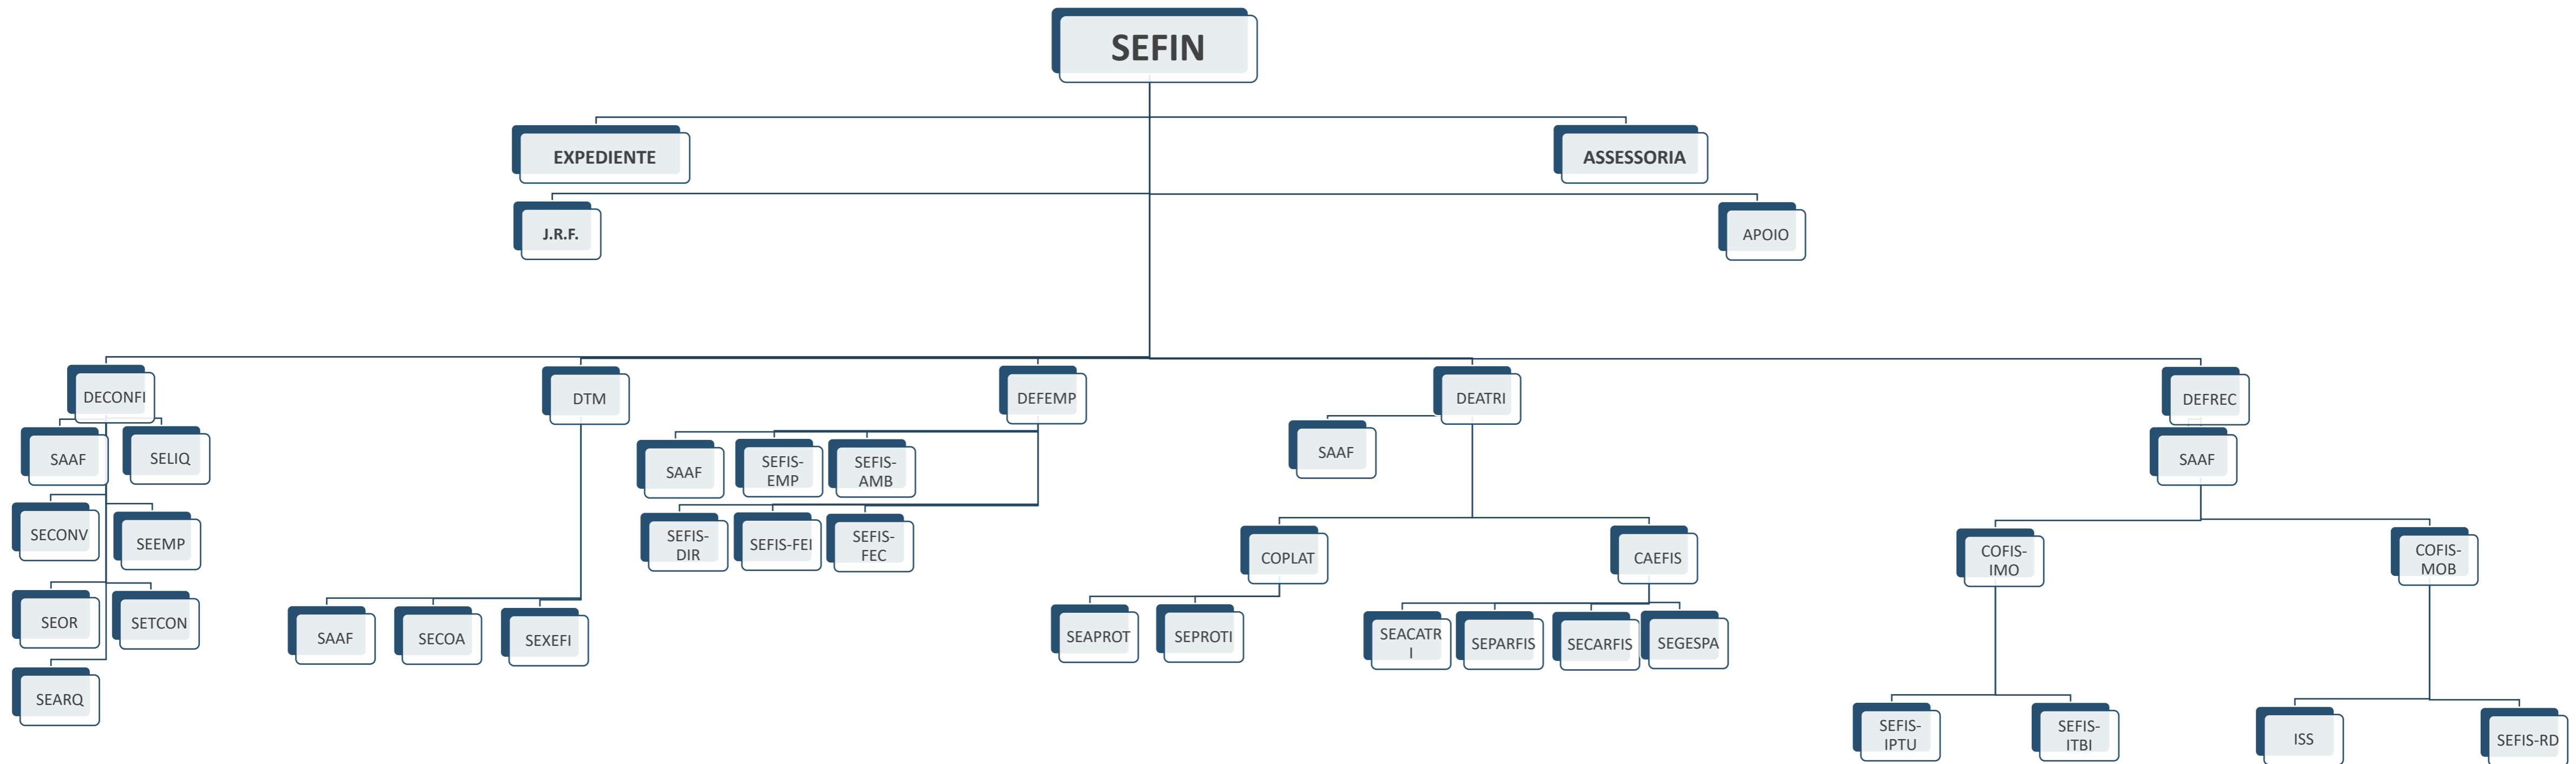 SEFIN
EXPEDIENTE
ASSESSORIA
J.R.F.
APOIO
DECONFI
DTM
DEFEMP
DEATRI
DEFREC
SAAF
SELIQ
SECONV
SEEMP
SEOR
SETCON
SEARQ
SAAF
SECOA
SEXEFI
SAAF
SEFIS-
EMP
SEFIS-
AMB
SEFIS-
DIR
SEFIS-FEI
SEFIS-
FEC
SAAF
COPLAT
CAEFIS
SEAPROT
SEPROTI
SEACATR
I
SEPARFIS
SECARFIS
SEGESPA
SAAF
COFIS-
IMO
COFIS-
MOB
SEFIS-
IPTU
SEFIS-
ITBI
ISS
SEFIS-RD